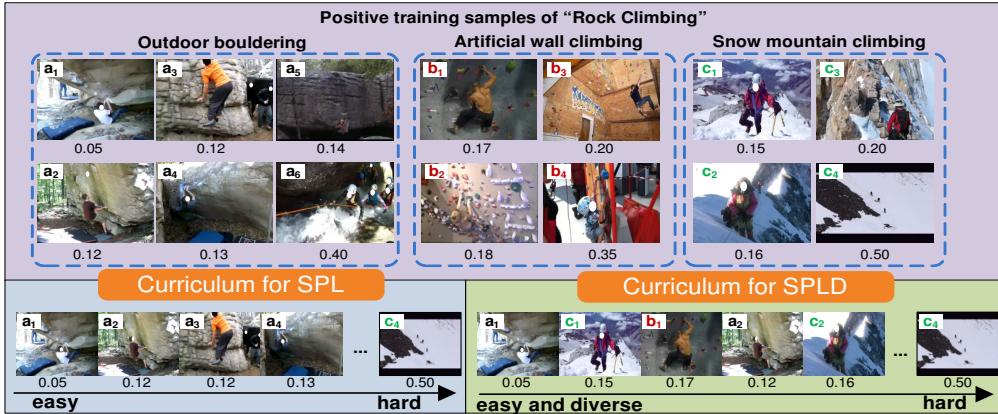 Positive training samples of “Rock Climbing”
Outdoor bouldering
Artificial wall climbing
Snow mountain climbing
a1 a3 a5 b1 b3 c1 c3
0.05 0.12 0.14 0.17 0.20 0.15 0.20
a2 a4 a6 b2 b4 c2 c4
0.12 0.13 0.40 0.18 0.35 0.16 0.50
Curriculum for SPL
Curriculum for SPLD
a1 a2 a3 a4 ... c4
a1 c1 b1 a2 c2 ... c4
0.05 0.12 0.12 0.13 0.50
0.05 0.15 0.17 0.12 0.16 0.50
easy hard
easy and diverse hard